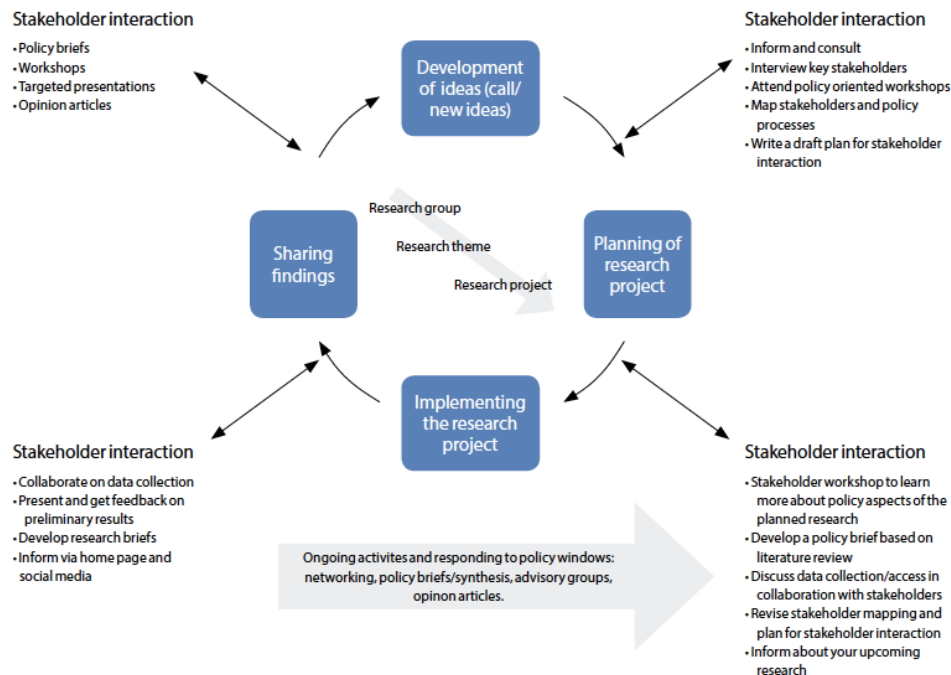 Stakeholder interaction
• Policy briefs
• Workshops
• Targeted presentations
• Opinion articles
Development
of ideas (call/
new ideas)
Stakeholder interaction
• Inform and consult
• Interview key stakeholders
• Attend policy oriented workshops
• Map stakeholders and policy
processes
• Write a draft plan for stakeholder
interaction
Sharing
findings
Research group
Research theme
Research project
Planning of
research
project
Implementing
the research
project
Stakeholder interaction
• Collaborate on data collection
• Present and get feedback on
preliminary results
• Develop research briefs
• Inform via home page and
social media
Ongoing activites and responding to policy windows:
networking, policy briefs/synthesis, advisory groups,
opinon articles.
Stakeholder interaction
• Stakeholder workshop to learn
more about policy aspects of the
planned research
• Develop a policy brief based on
literature review
• Discuss data collection/access in
collaboration with stakeholders
• Revise stakeholder mapping and
plan for stakeholder interaction
• Inform about your upcoming
research